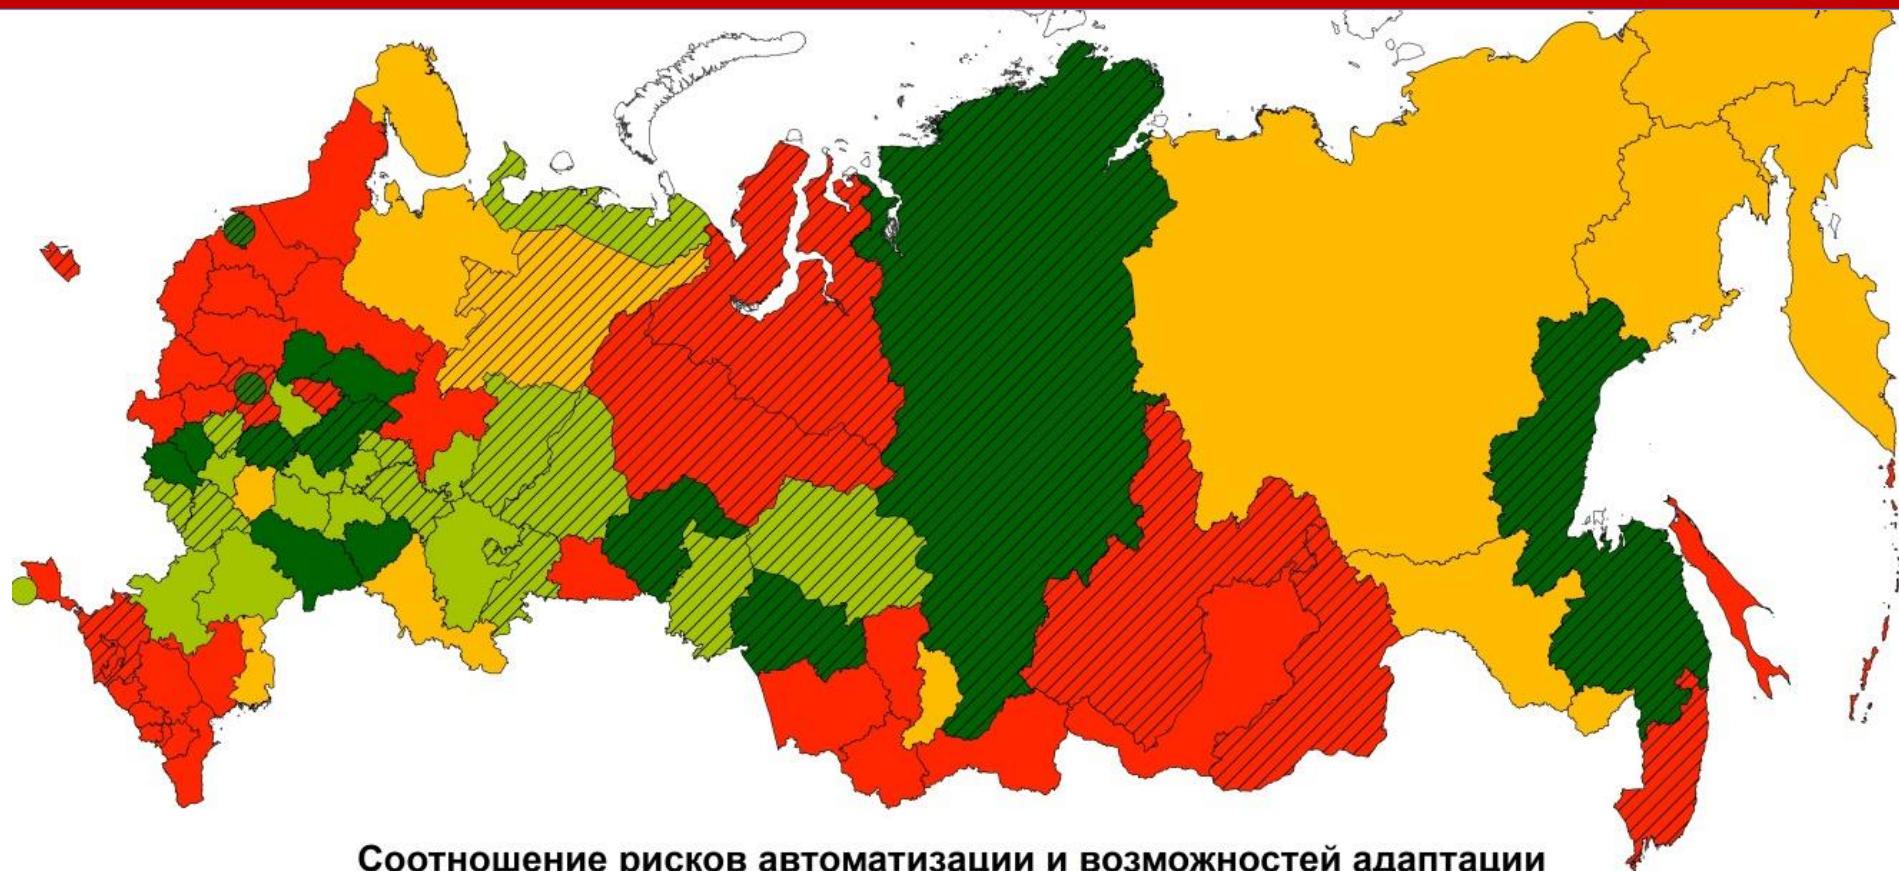 Соотношение рисков автоматизации и возможностей адаптации